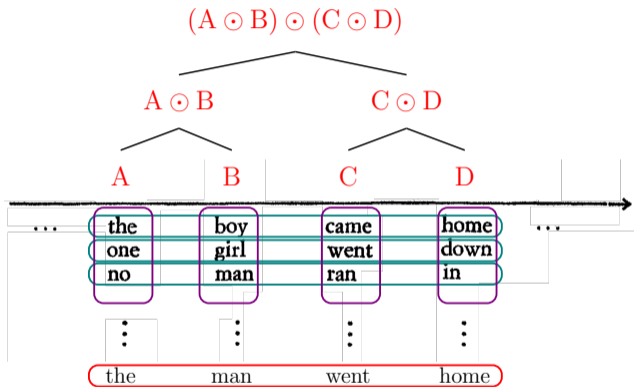 (A ⊙ B) ⊙ (C ⊙ D)
A ⊙ B C ⊙ D
A B C D
... the boy came home ...
one girl went down
no man ran in
⋮ ⋮ ⋮ ⋮
the man went home